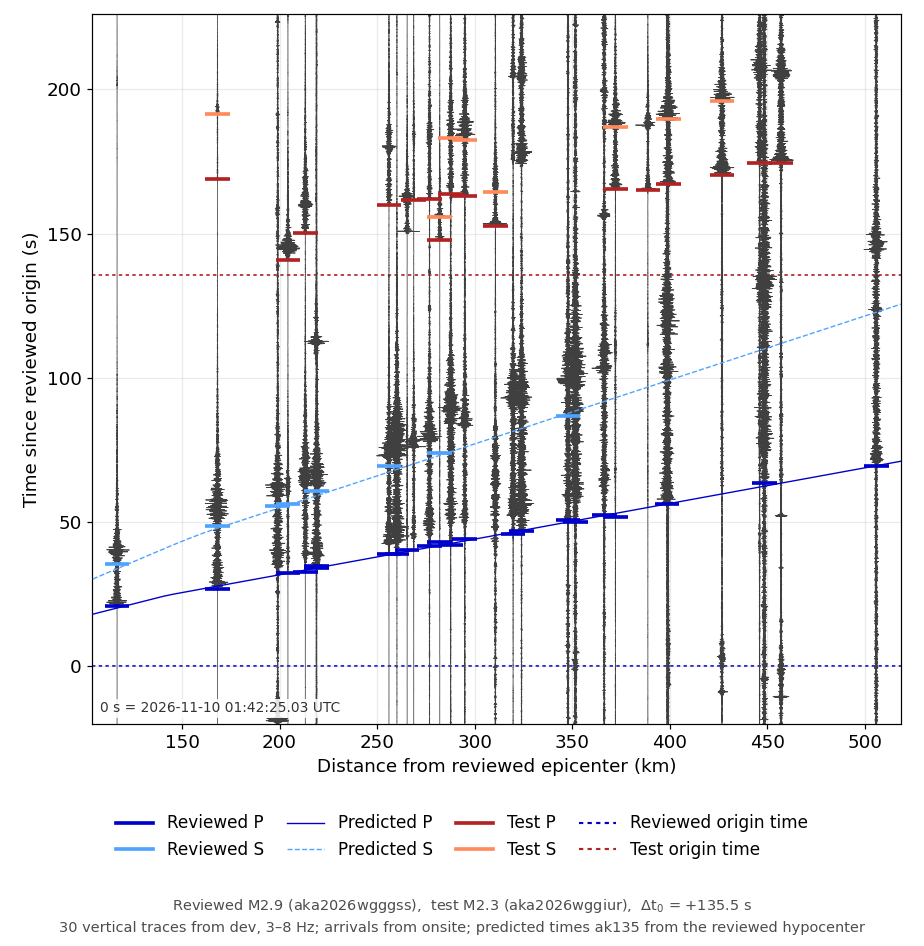 200
150
100
50
0
Time since reviewed origin (s)
0 s = 2026-11-10 01:42:25.03 UTC
150 200 250 300 350 400 450 500
Distance from reviewed epicenter (km)
Reviewed P Predicted P Test P Reviewed origin time
Reviewed S Predicted S Test S Test origin time
Reviewed M2.9 (aka2026wgggss), test M2.3 (aka2026wggiur), Δt₀ = +135.5 s
30 vertical traces from dev, 3–8 Hz; arrivals from onsite; predicted times ak135 from the reviewed hypocenter